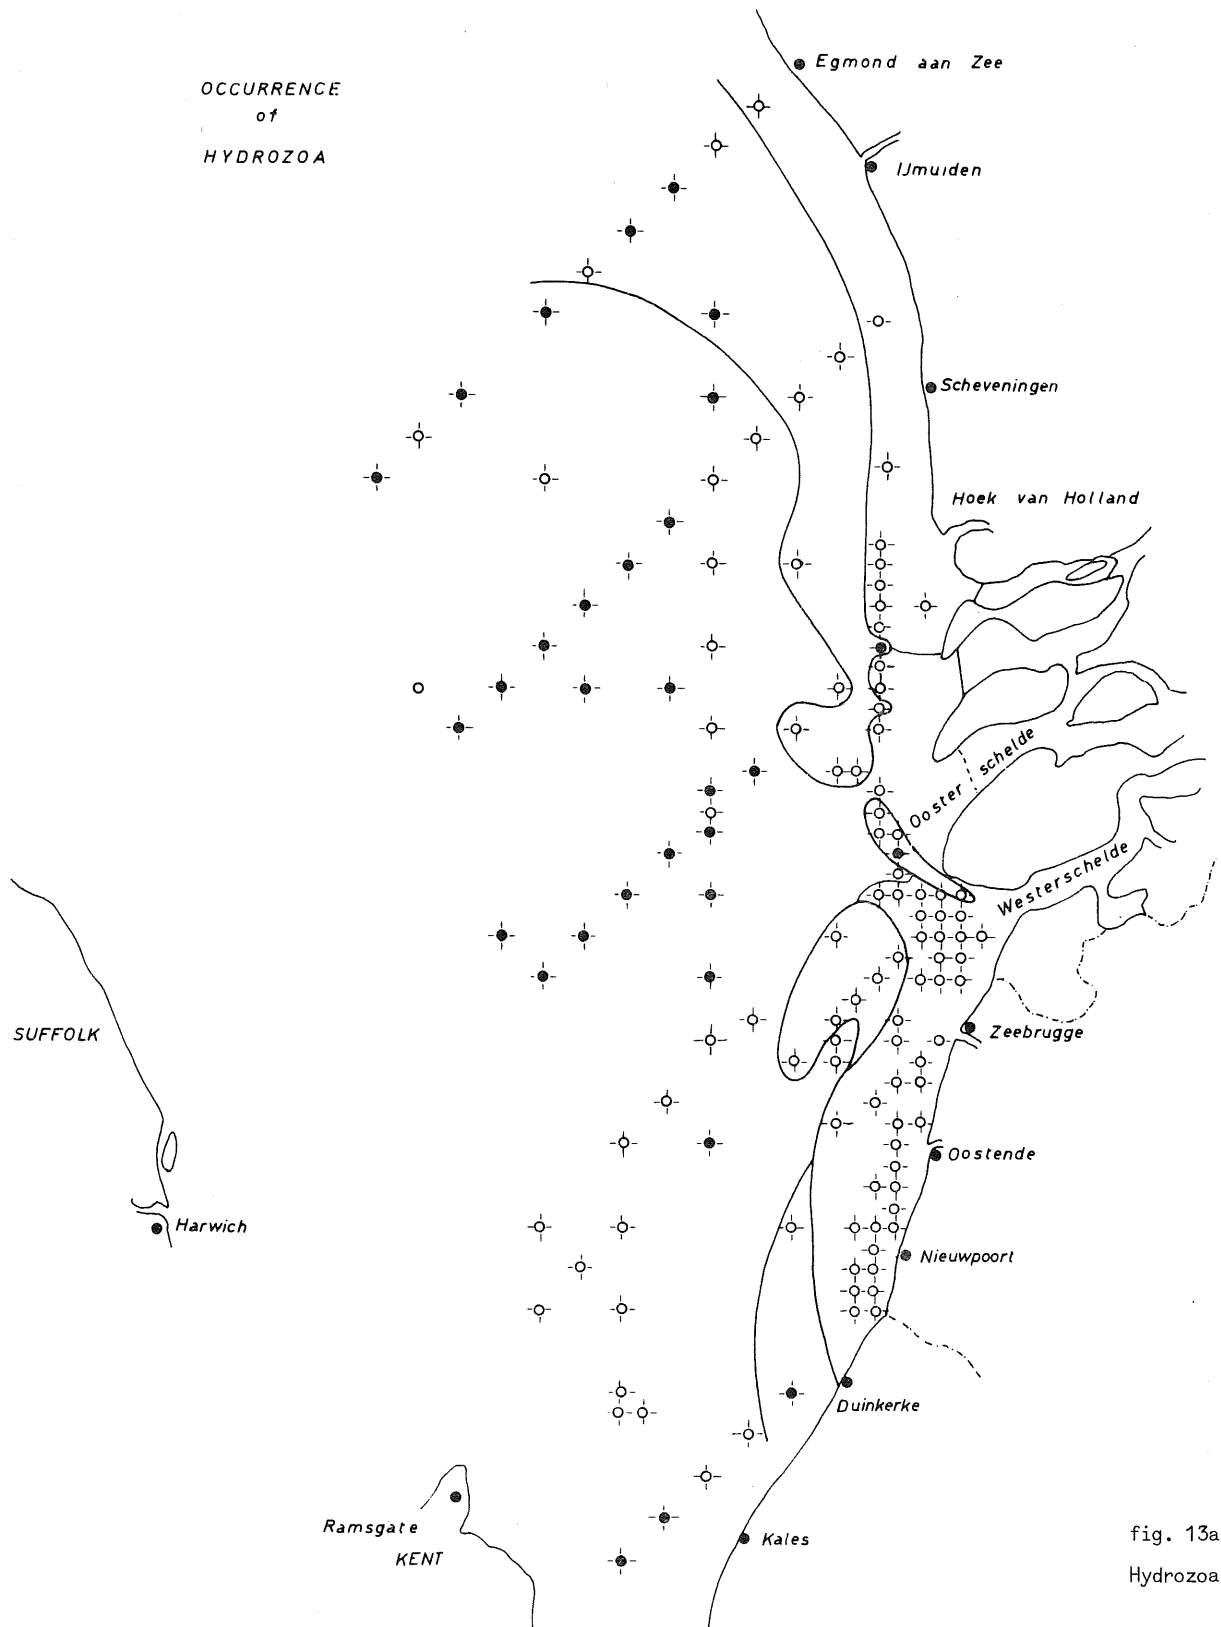 OCCURRENCE
of
HYDROZOA
Egmond aan Zee
IJmuiden
Scheveningen
Hoek van Holland
Ooster schelde
Westerschelde
SUFFOLK
Zeebrugge
Oostende
Harwich
Nieuwpoort
Duinkerke
Ramsgate
KENT
Kales
fig. 13a
Hydrozoa